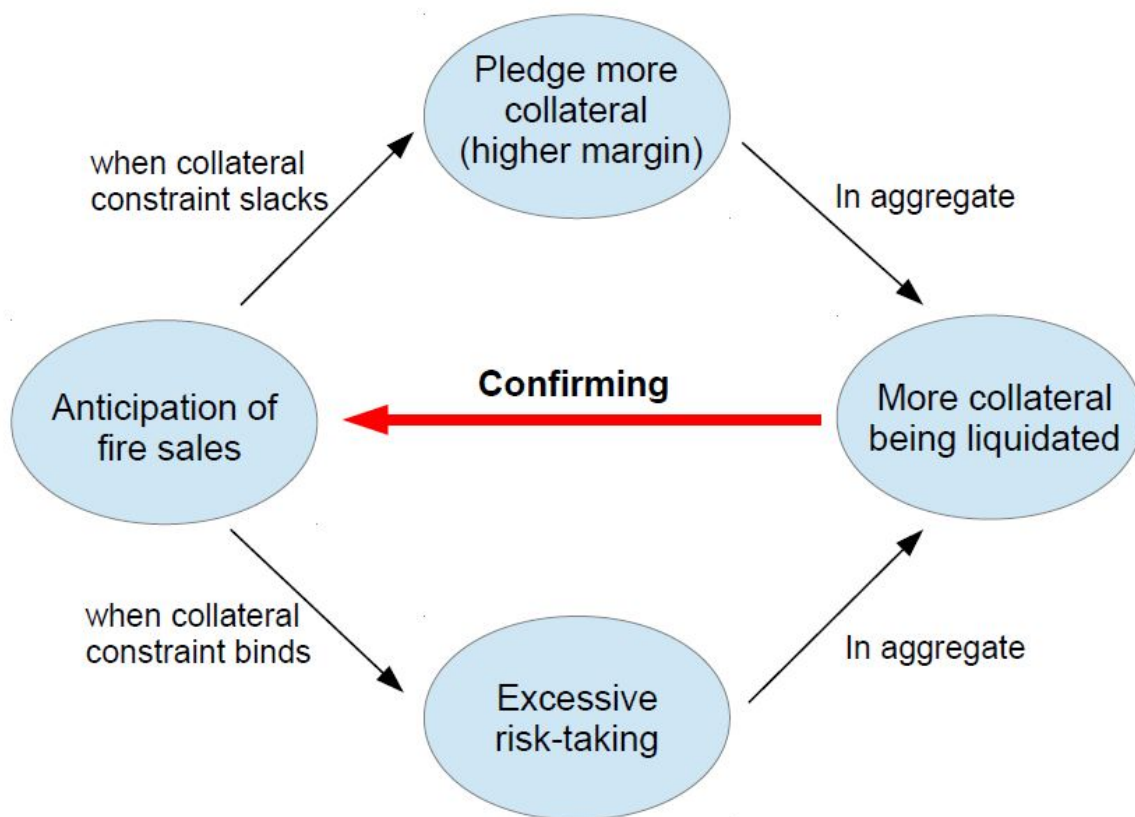 Pledge more
collateral
(higher margin)
when collateral
constraint slacks
In aggregate
Anticipation of
fire sales
Confirming
More collateral
being liquidated
when collateral
constraint binds
In aggregate
Excessive
risk-taking